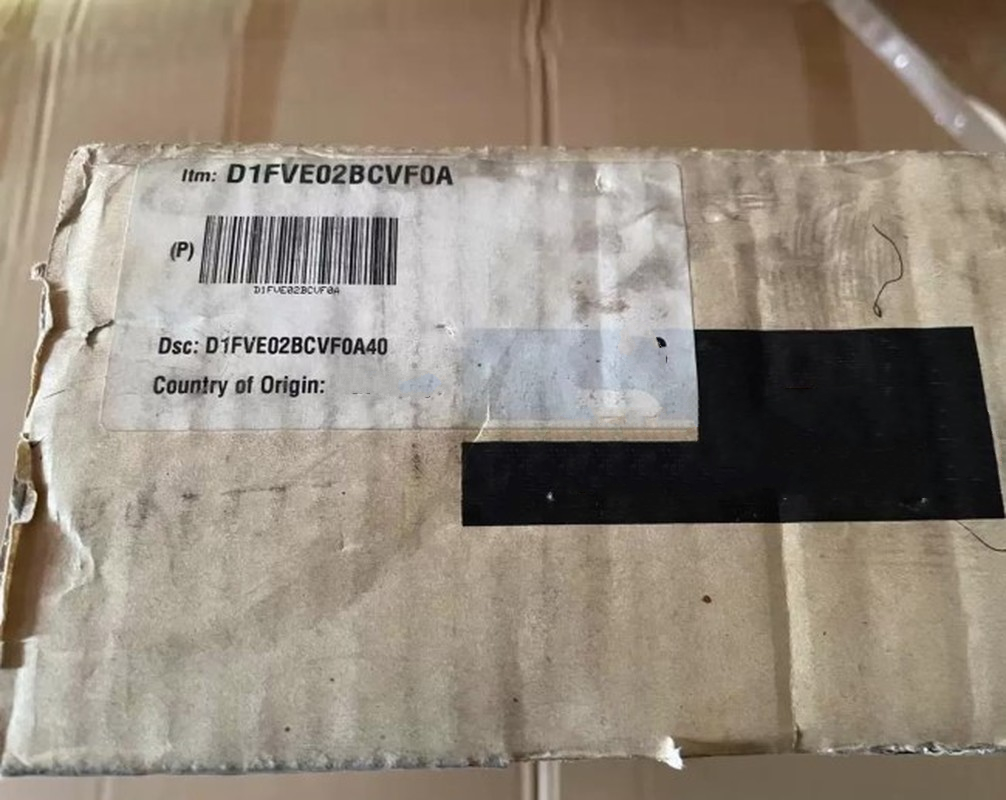 Itm: D1FVE02BCVF0A
(P)
D1FVE02BCVF0A
Dsc: D1FVE02BCVF0A40
Country of Origin: